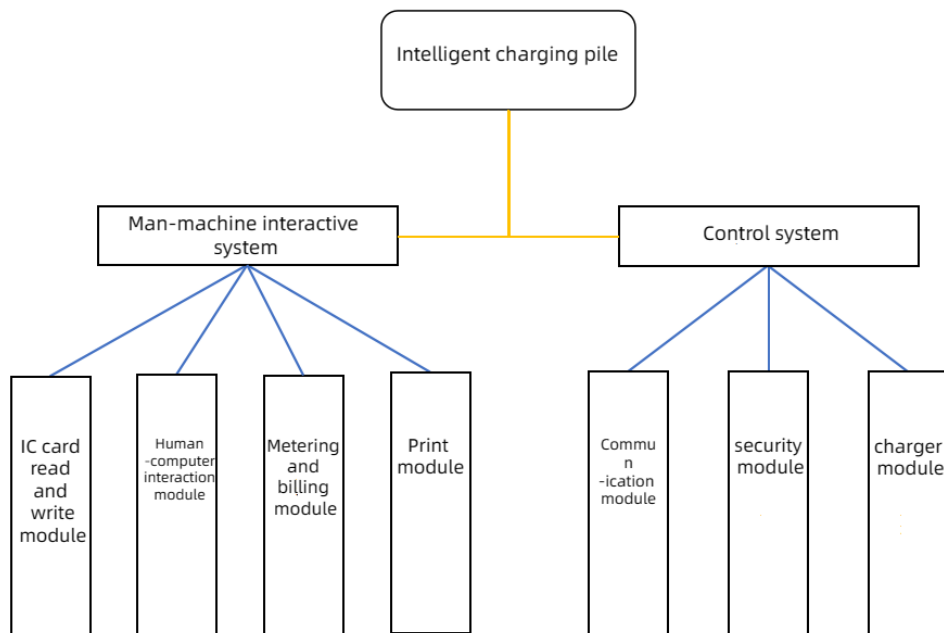 Intelligent charging pile
Man-machine interactive
system
Control system
IC card
read
and
write
module
Human
-computer
interaction
module
Metering
and
billing
module
Print
module
Commu
n
-ication
module
security
module
charger
module